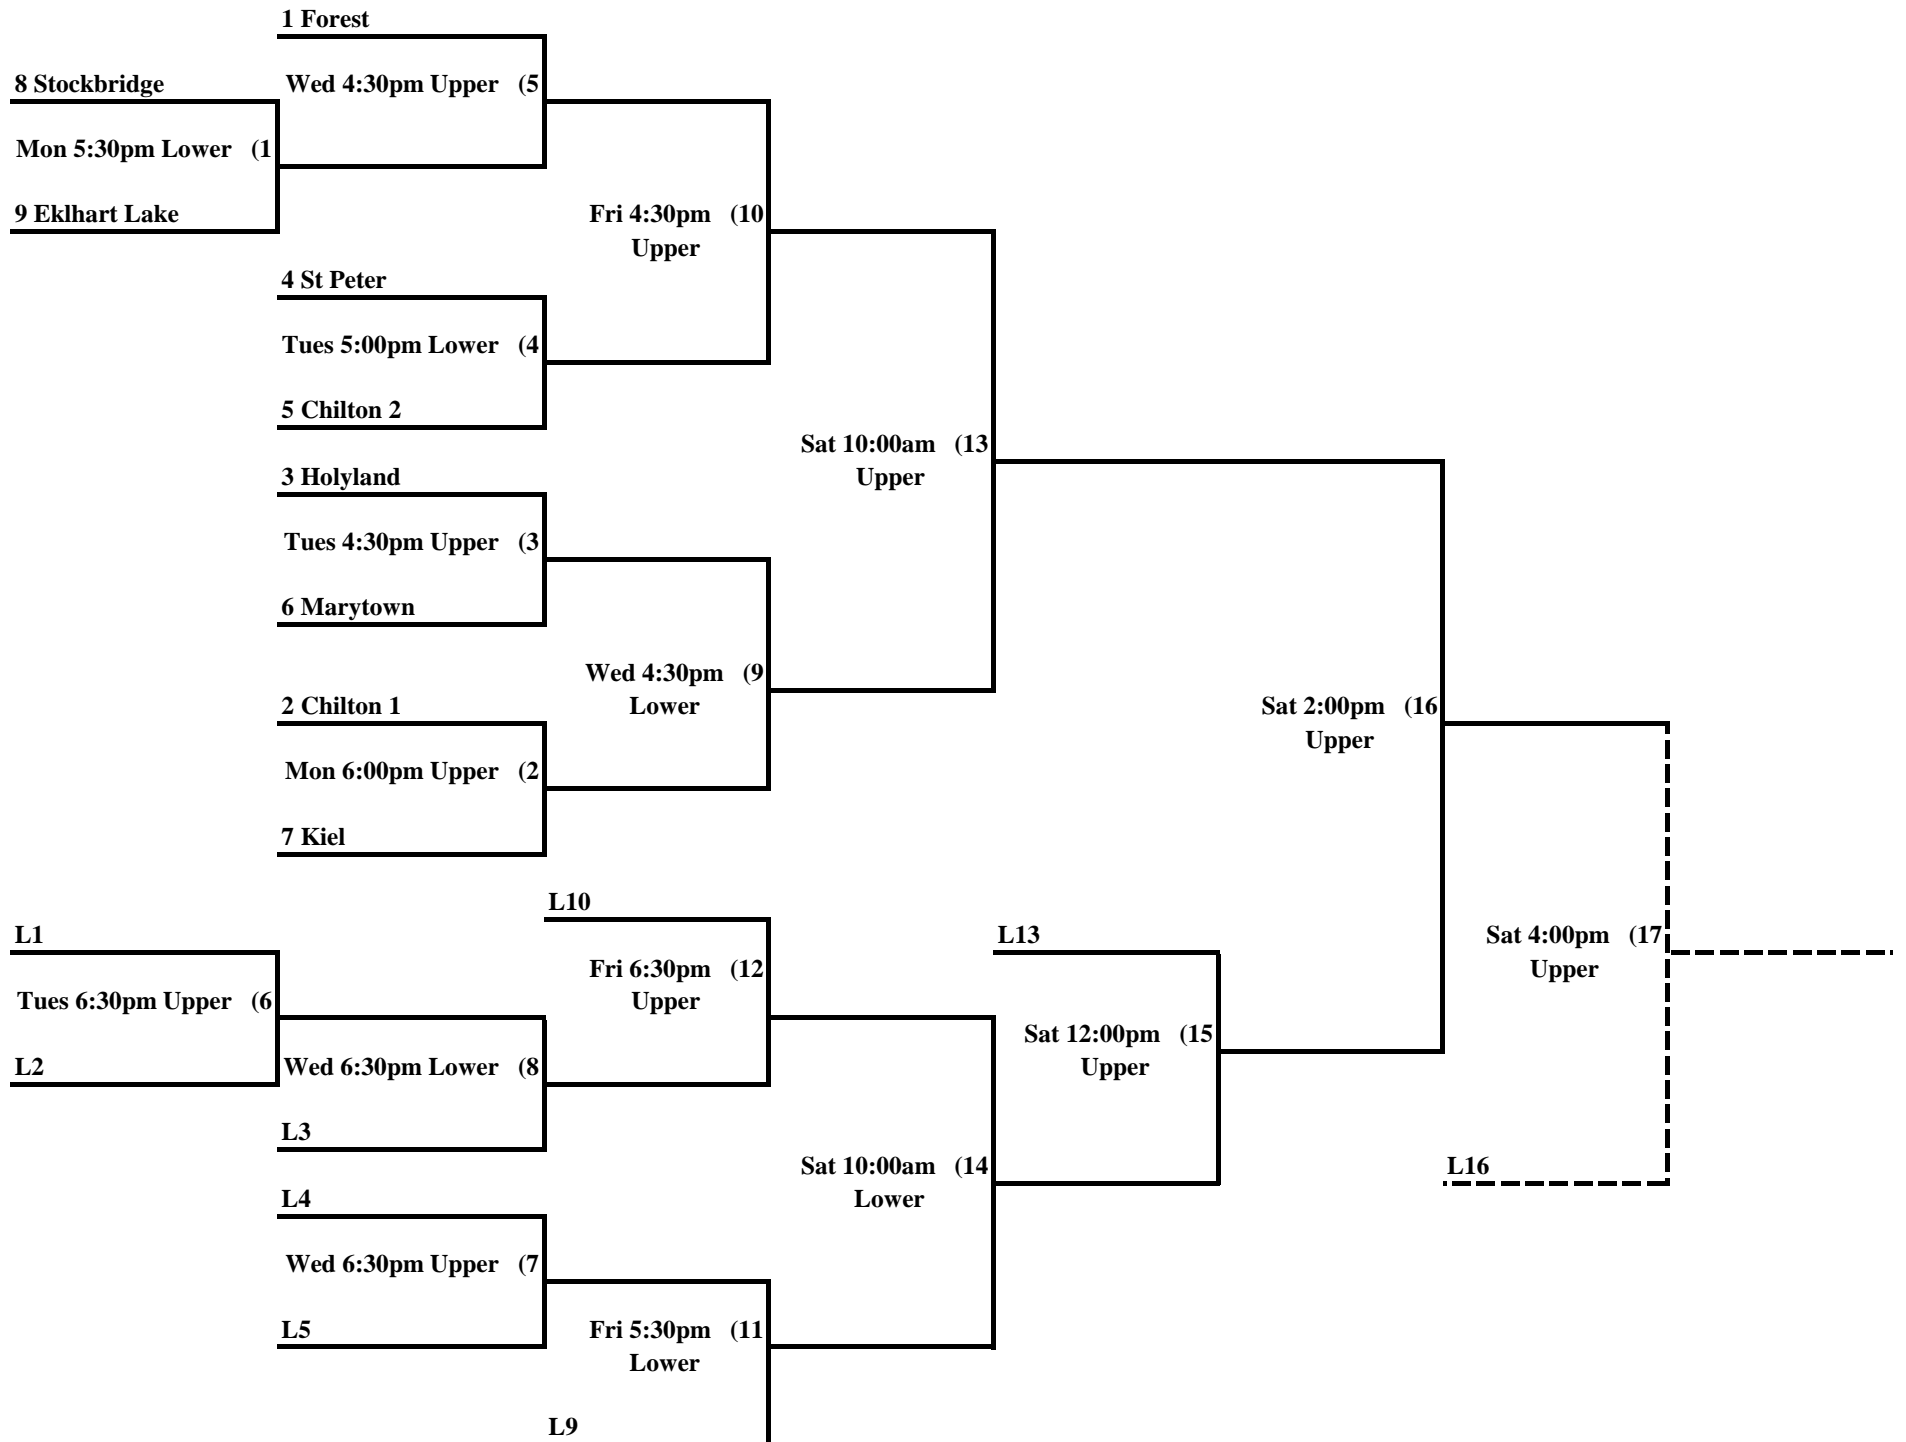 1 Forest
8 Stockbridge
Wed 4:30pm Upper (5
Mon 5:30pm Lower (1
9 Eklhart Lake
Fri 4:30pm (10
Upper
4 St Peter
Tues 5:00pm Lower (4
5 Chilton 2
Sat 10:00am (13
Upper
3 Holyland
Tues 4:30pm Upper (3
6 Marytown
Wed 4:30pm (9
Lower
2 Chilton 1
Sat 2:00pm (16
Upper
Mon 6:00pm Upper (2
7 Kiel
L10
L1
L13
Sat 4:00pm (17
Upper
Fri 6:30pm (12
Upper
Tues 6:30pm Upper (6
Sat 12:00pm (15
Upper
L2
Wed 6:30pm Lower (8
L3
Sat 10:00am (14
Lower
L16
L4
Wed 6:30pm Upper (7
L5
Fri 5:30pm (11
Lower
L9